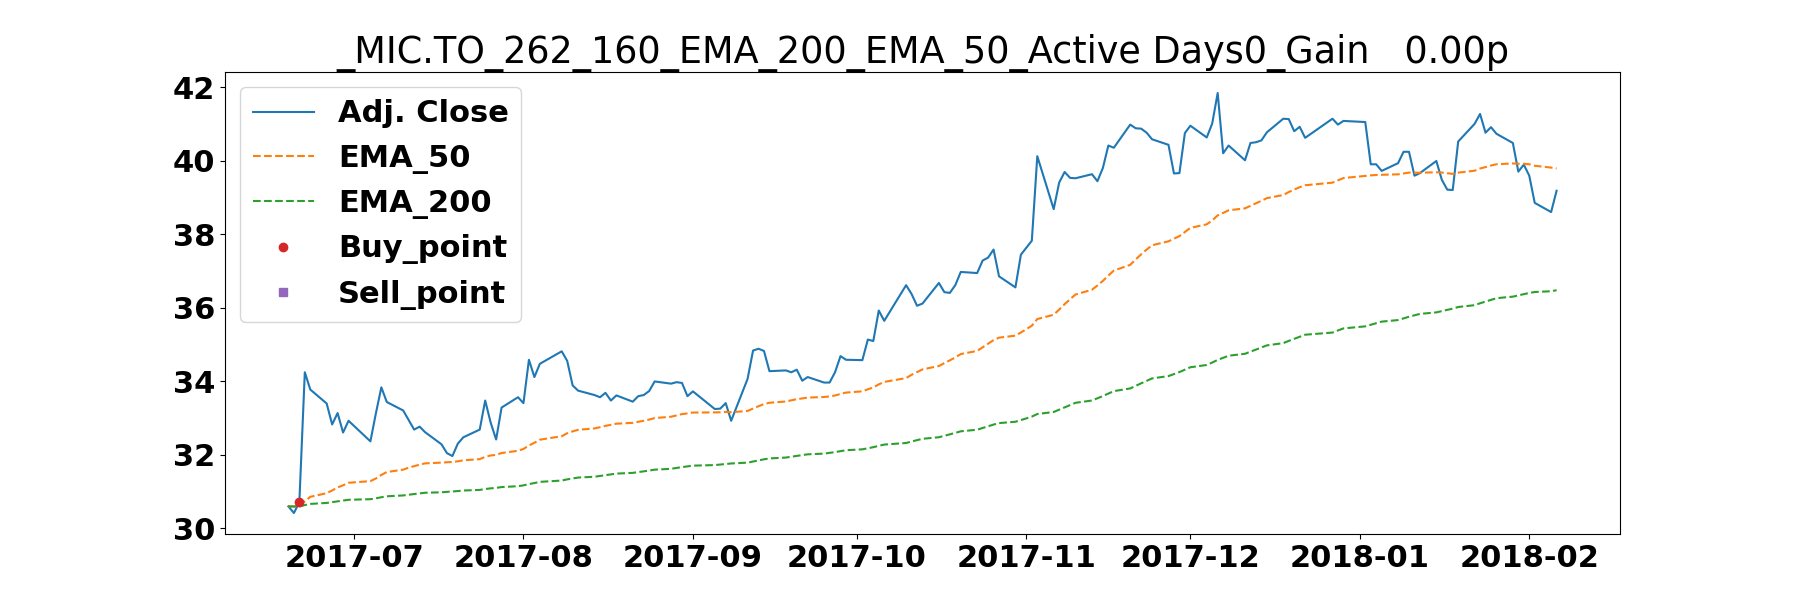 _MIC.TO_262_160_EMA_200_EMA_50_Active Days0_Gain   0.00p
42
40
38
36
34
32
30
Adj. Close
EMA_50
EMA_200
Buy_point
Sell_point
2017-07 2017-08 2017-09 2017-10 2017-11 2017-12 2018-01 2018-02